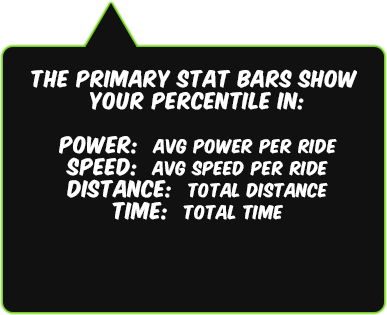 THE PRIMARY STAT BARS SHOW
YOUR PERCENTILE IN:
POWER: AVG POWER PER RIDE
SPEED: AVG SPEED PER RIDE
DISTANCE: TOTAL DISTANCE
TIME: TOTAL TIME